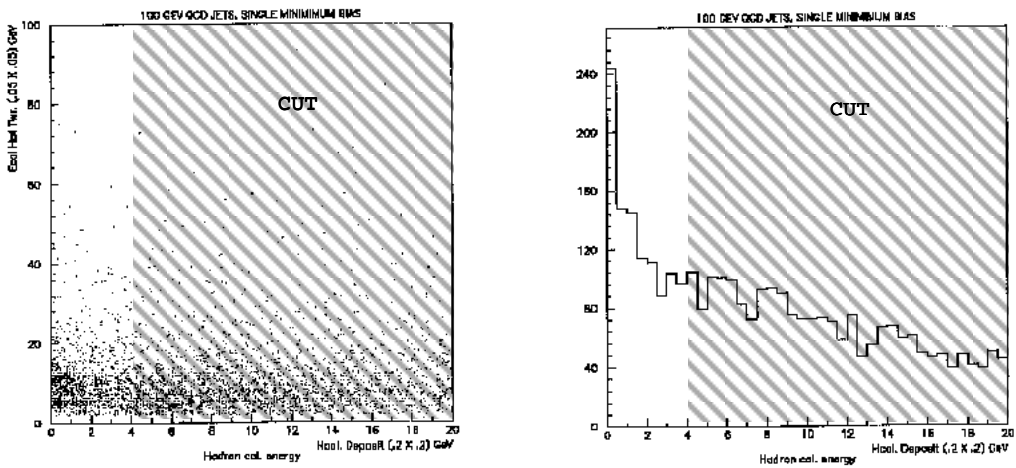 100 GEV QCD JETS, SINGLE MINIMIMUM BIAS
Ecal Hot Twr. (.05 X .05) GeV
100
80
60
40
20
0
CUT
0 2 4 6 8 10 12 14 16 18 20
Hcal. Deposit (.2 X .2) GeV
Hadron cal. energy
100 GEV QCD JETS, SINGLE MINIMIMUM BIAS
240
200
160
120
80
40
0
CUT
0 2 4 6 8 10 12 14 16 18 20
Hcal. Deposit (.2 X .2) GeV
Hadron cal. energy